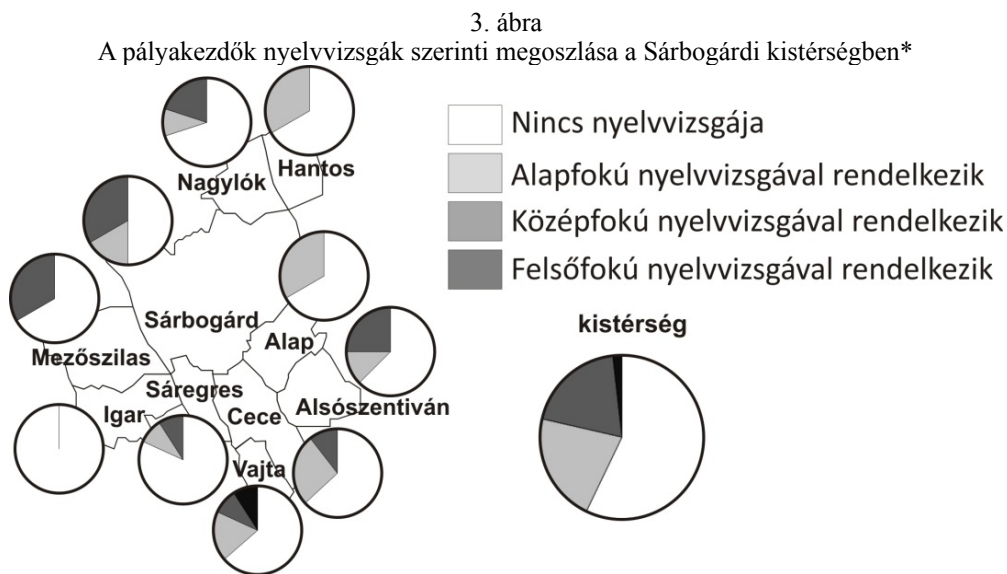 3. ábra
A pályakezdők nyelvvizsgák szerinti megoszlása a Sárbogárdi kistérségben*
Nincs nyelvvizsgája
Alapfokú nyelvvizsgával rendelkezik
Középfokú nyelvvizsgával rendelkezik
Felsőfokú nyelvvizsgával rendelkezik
Nagylók
Hantos
Sárbogárd
Alap
Mezőszilas
Sáregres
Igar
Cece
Alsószentiván
Vajta
kistérség